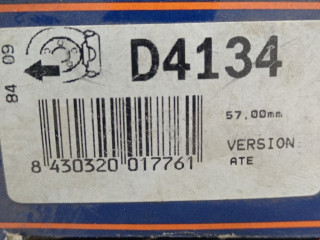 84 09
D4134
57.00mm
VERSION
ATE
8 430320 017761